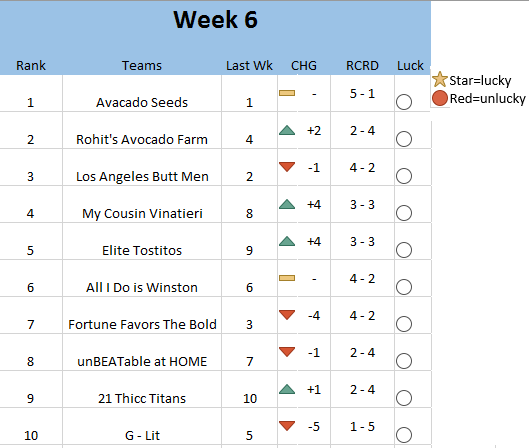 Week 6
Rank Teams Last Wk CHG RCRD Luck
Star=lucky
Red=unlucky
1 Avacado Seeds 1 - 5 - 1
2 Rohit's Avocado Farm 4 +2 2 - 4
3 Los Angeles Butt Men 2 -1 4 - 2
4 My Cousin Vinatieri 8 +4 3 - 3
5 Elite Tostitos 9 +4 3 - 3
6 All I Do is Winston 6 - 4 - 2
7 Fortune Favors The Bold 3 -4 4 - 2
8 unBEATable at HOME 7 -1 2 - 4
9 21 Thicc Titans 10 +1 2 - 4
10 G - Lit 5 -5 1 - 5